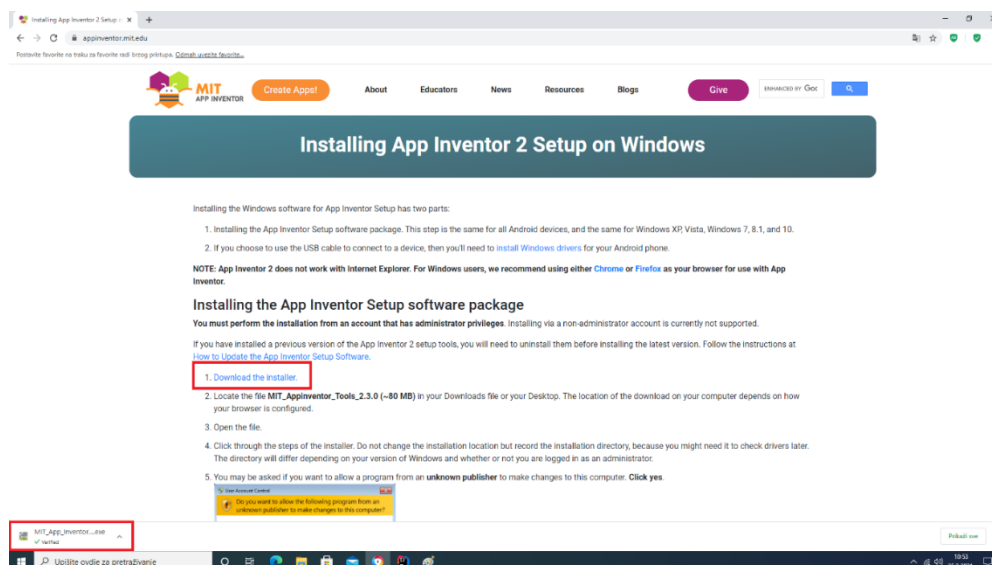 Installing App Inventor 2 Setup
appinventor.mit.edu
Postavite favorite na traku za favorite radi bržeg pristupa. Odmah uvezite favorite...
MIT
APP INVENTOR
Create Apps!
About
Educators
News
Resources
Blogs
Give
ENHANCED BY
Installing App Inventor 2 Setup on Windows
Installing the Windows software for App Inventor Setup has two parts:
1. Installing the App Inventor Setup software package. This step is the same for all Android devices, and the same for Windows XP, Vista, Windows 7, 8.1, and 10.
2. If you choose to use the USB cable to connect to a device, then you'll need to install Windows drivers for your Android phone.
NOTE: App Inventor 2 does not work with Internet Explorer. For Windows users, we recommend using either Chrome or Firefox as your browser for use with App
Inventor.
Installing the App Inventor Setup software package
You must perform the installation from an account that has administrator privileges. Installing via a non-administrator account is currently not supported.
If you have installed a previous version of the App Inventor 2 setup tools, you will need to uninstall them before installing the latest version. Follow the instructions at
How to Update the App Inventor Setup Software.
1. Download the installer.
2. Locate the file MIT_Appinventor_Tools_2.3.0 (~80 MB) in your Downloads file or your Desktop. The location of the download on your computer depends on how
your browser is configured.
3. Open the file.
4. Click through the steps of the installer. Do not change the installation location but record the installation directory, because you might need it to check drivers later.
The directory will differ depending on your version of Windows and whether or not you are logged in as an administrator.
5. You may be asked if you want to allow a program from an unknown publisher to make changes to this computer. Click yes.
User Account Control
Do you want to allow the following program from an
unknown publisher to make changes to this computer?
MIT_App_Inventor....exe
Verified
Prikaži sve
Upišite ovdje za pretraživanje
10:53